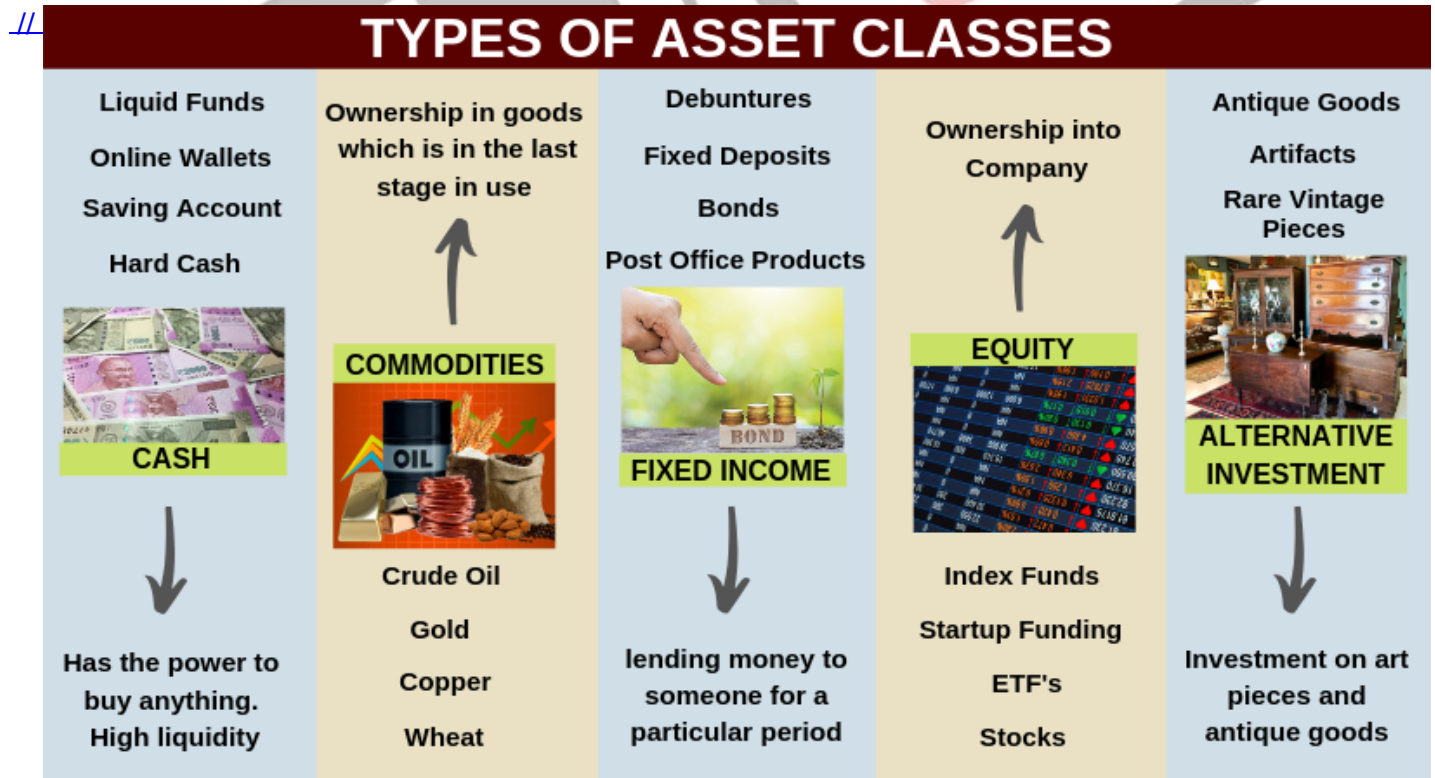 //
TYPES OF ASSET CLASSES
Liquid Funds
Online Wallets
Saving Account
Hard Cash
CASH
Has the power to
buy anything.
High liquidity
Ownership in goods
which is in the last
stage in use
COMMODITIES
OIL
Crude Oil
Gold
Copper
Wheat
Debuntures
Fixed Deposits
Bonds
Post Office Products
BOND
FIXED INCOME
lending money to
someone for a
particular period
Ownership into
Company
EQUITY
Index Funds
Startup Funding
ETF's
Stocks
Antique Goods
Artifacts
Rare Vintage
Pieces
ALTERNATIVE
INVESTMENT
Investment on art
pieces and
antique goods